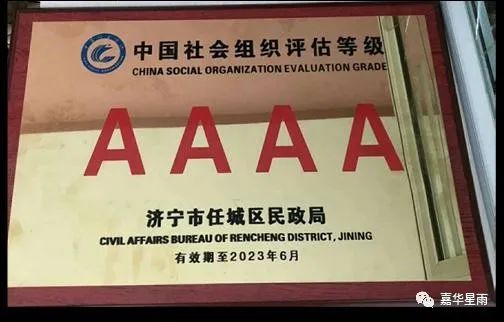 中国社会组织评估等级
CHINA SOCIAL ORGANIZATION EVALUATION GRADE
AAAA
济宁市任城区民政局
CIVIL AFFAIRS BUREAU OF RENCHENG DISTRICT, JINING
有效期至2023年6月
嘉华星雨